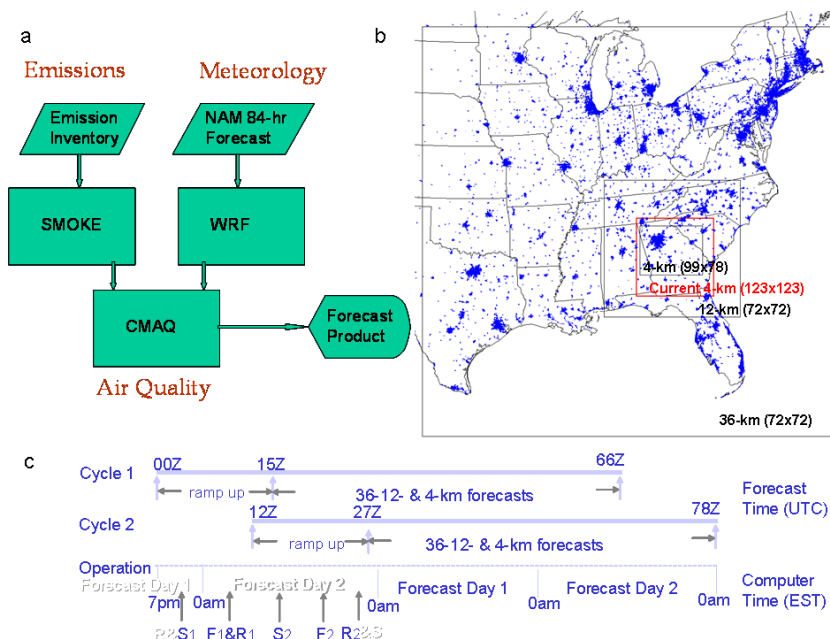 a
Emissions
Meteorology
Emission
Inventory
NAM 84-hr
Forecast
SMOKE
WRF
CMAQ
Forecast
Product
Air Quality
b
4-km (99x78)
Current 4-km (123x123)
12-km (72x72)
36-km (72x72)
c
00Z 15Z 66Z
Cycle 1
ramp up 36-12- & 4-km forecasts
Forecast
Time (UTC)
12Z 27Z 78Z
Cycle 2
ramp up 36-12- & 4-km forecasts
Operation
Forecast Day 1 Forecast Day 2 Forecast Day 1 Forecast Day 2
Computer
Time (EST)
7pm 0am 0am 0am 0am
R&S1 F1&R1 S2 F2 R2&S